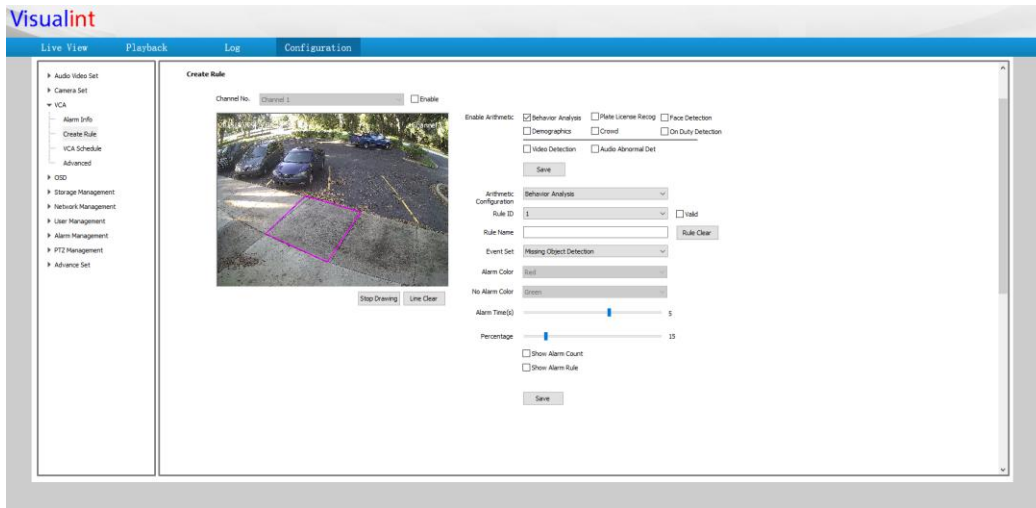 Visualint
Live View Playback Log Configuration
Audio Video Set
Camera Set
VCA
Alarm Info
Create Rule
VCA Schedule
Advanced
OSD
Storage Management
Network Management
User Management
Alarm Management
PTZ Management
Advance Set
Create Rule
Channel No. Channel 1 Enable
Stop Drawing Line Clear
Enable Arithmetic Behavior Analysis Plate License Recog Face Detection
Demographics Crowd On Duty Detection
Video Detection Audio Abnormal Det
Save
Arithmetic
Configuration Behavior Analysis
Rule ID 1 Valid
Rule Name Rule Clear
Event Set Missing Object Detection
Alarm Color Red
No Alarm Color Green
Alarm Time(s) 5
Percentage 15
Show Alarm Count
Show Alarm Rule
Save